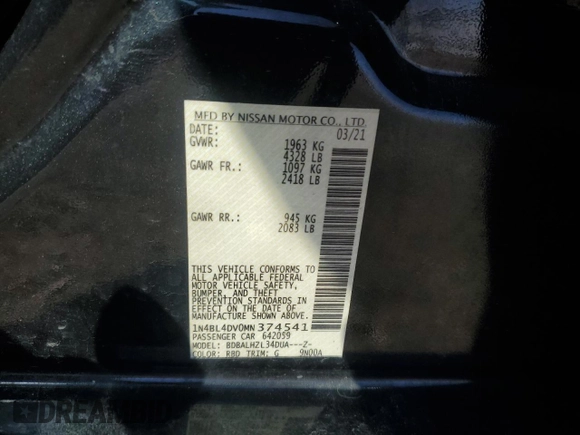 MFD BY NISSAN MOTOR CO., LTD.
DATE: 03/21
GVWR: 1963 KG
4328 LB
GAWR FR.: 1097 KG
2418 LB
GAWR RR.: 945 KG
2083 LB
THIS VEHICLE CONFORMS TO
ALL APPLICABLE FEDERAL
MOTOR VEHICLE SAFETY,
BUMPER, AND THEFT
PREVENTION STANDARDS IN
EFFECT ON THE DATE OF
MANUFACTURE SHOWN ABOVE.
1N4BL4DV0MN374541
PASSENGER CAR 642059
MODEL: BDBALHZL34DUA---Z-
COLOR: RBD TRIM: G 9N00A
DREAMBID